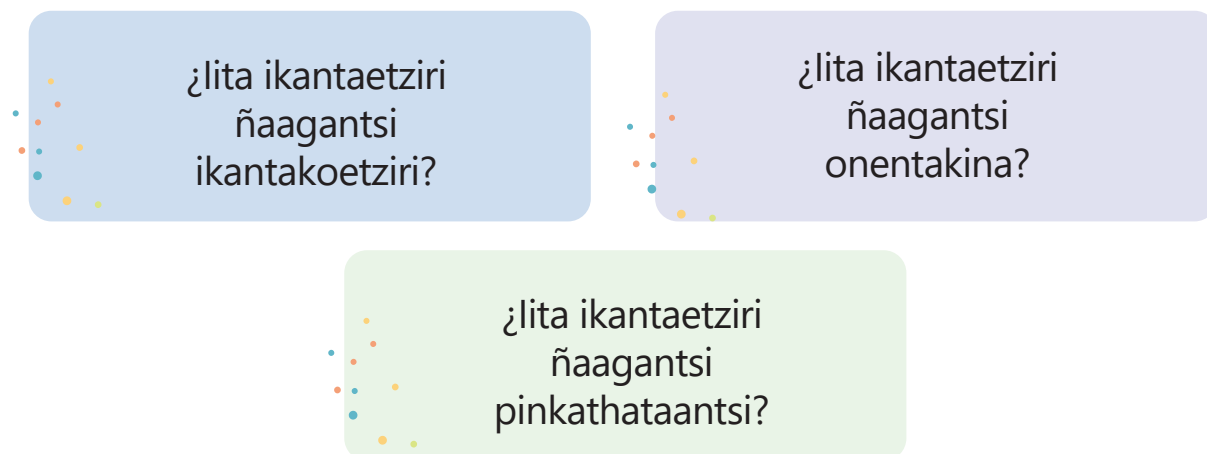 ¿Iita ikantaetziri
ñaagantsi
ikantakoetziri?
¿Iita ikantaetziri
ñaagantsi
onentakina?
¿Iita ikantaetziri
ñaagantsi
pinkathataantsi?